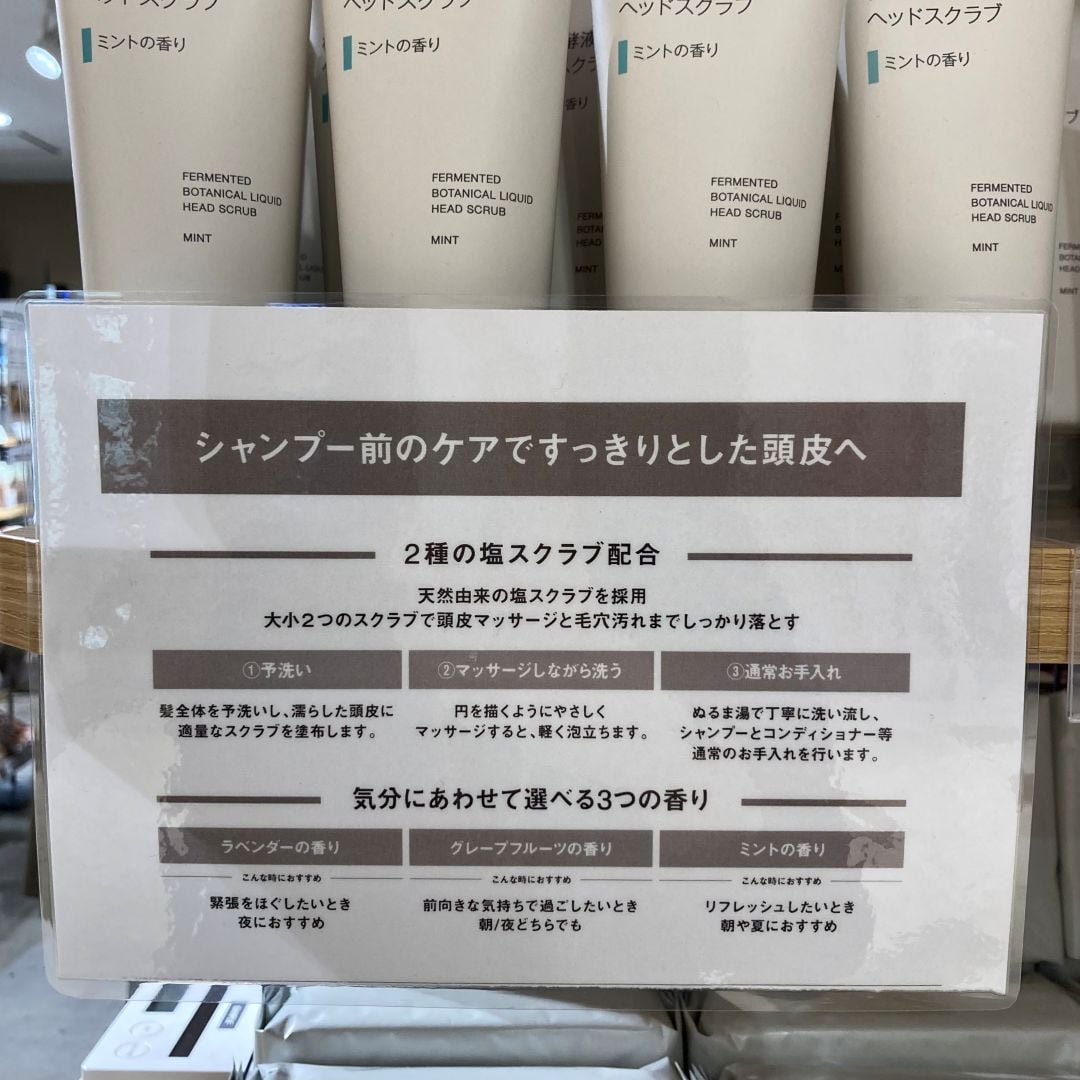 ヘッドスクラブ
ヘッドスクラブ
ヘッドスクラブ
ミントの香り
ミントの香り
ミントの香り
ミントの香り
FERMENTED
BOTANICAL LIQUID
HEAD SCRUB
MINT
FERMENTED
BOTANICAL LIQUID
HEAD SCRUB
MINT
FERMENTED
BOTANICAL LIQUID
HEAD SCRUB
MINT
FERMENTED
BOTANICAL LIQUID
HEAD SCRUB
MINT
シャンプー前のケアですっきりとした頭皮へ
2種の塩スクラブ配合
天然由来の塩スクラブを採用
大小2つのスクラブで頭皮マッサージと毛穴汚れまでしっかり落とす
①予洗い
髪全体を予洗いし、濡らした頭皮に
適量なスクラブを塗布します。
②マッサージしながら洗う
円を描くようにやさしく
マッサージすると、軽く泡立ちます。
③通常お手入れ
ぬるま湯で丁寧に洗い流し、
シャンプーとコンディショナー等
通常のお手入れを行います。
気分にあわせて選べる3つの香り
ラベンダーの香り
こんな時におすすめ
緊張をほぐしたいとき
夜におすすめ
グレープフルーツの香り
こんな時におすすめ
前向きな気持ちで過ごしたいとき
朝/夜どちらでも
ミントの香り
こんな時におすすめ
リフレッシュしたいとき
朝や夏におすすめ